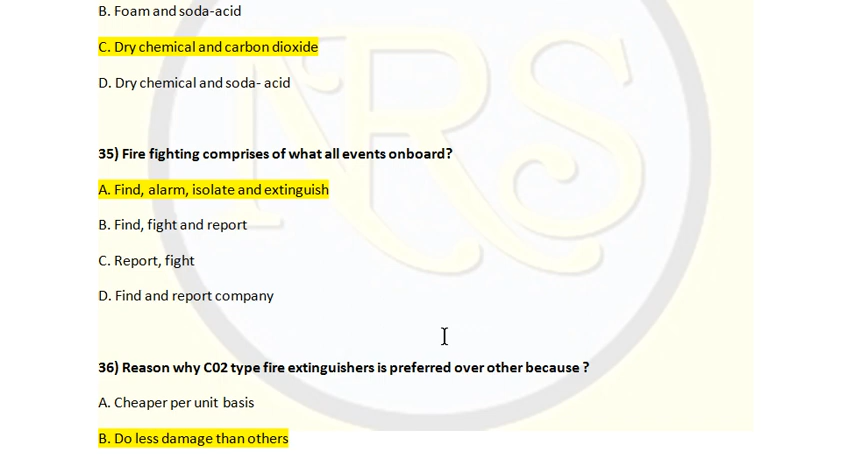 B. Foam and soda-acid
C. Dry chemical and carbon dioxide
D. Dry chemical and soda- acid
35) Fire fighting comprises of what all events onboard?
A. Find, alarm, isolate and extinguish
B. Find, fight and report
C. Report, fight
D. Find and report company
36) Reason why C02 type fire extinguishers is preferred over other because ?
A. Cheaper per unit basis
B. Do less damage than others
NRS